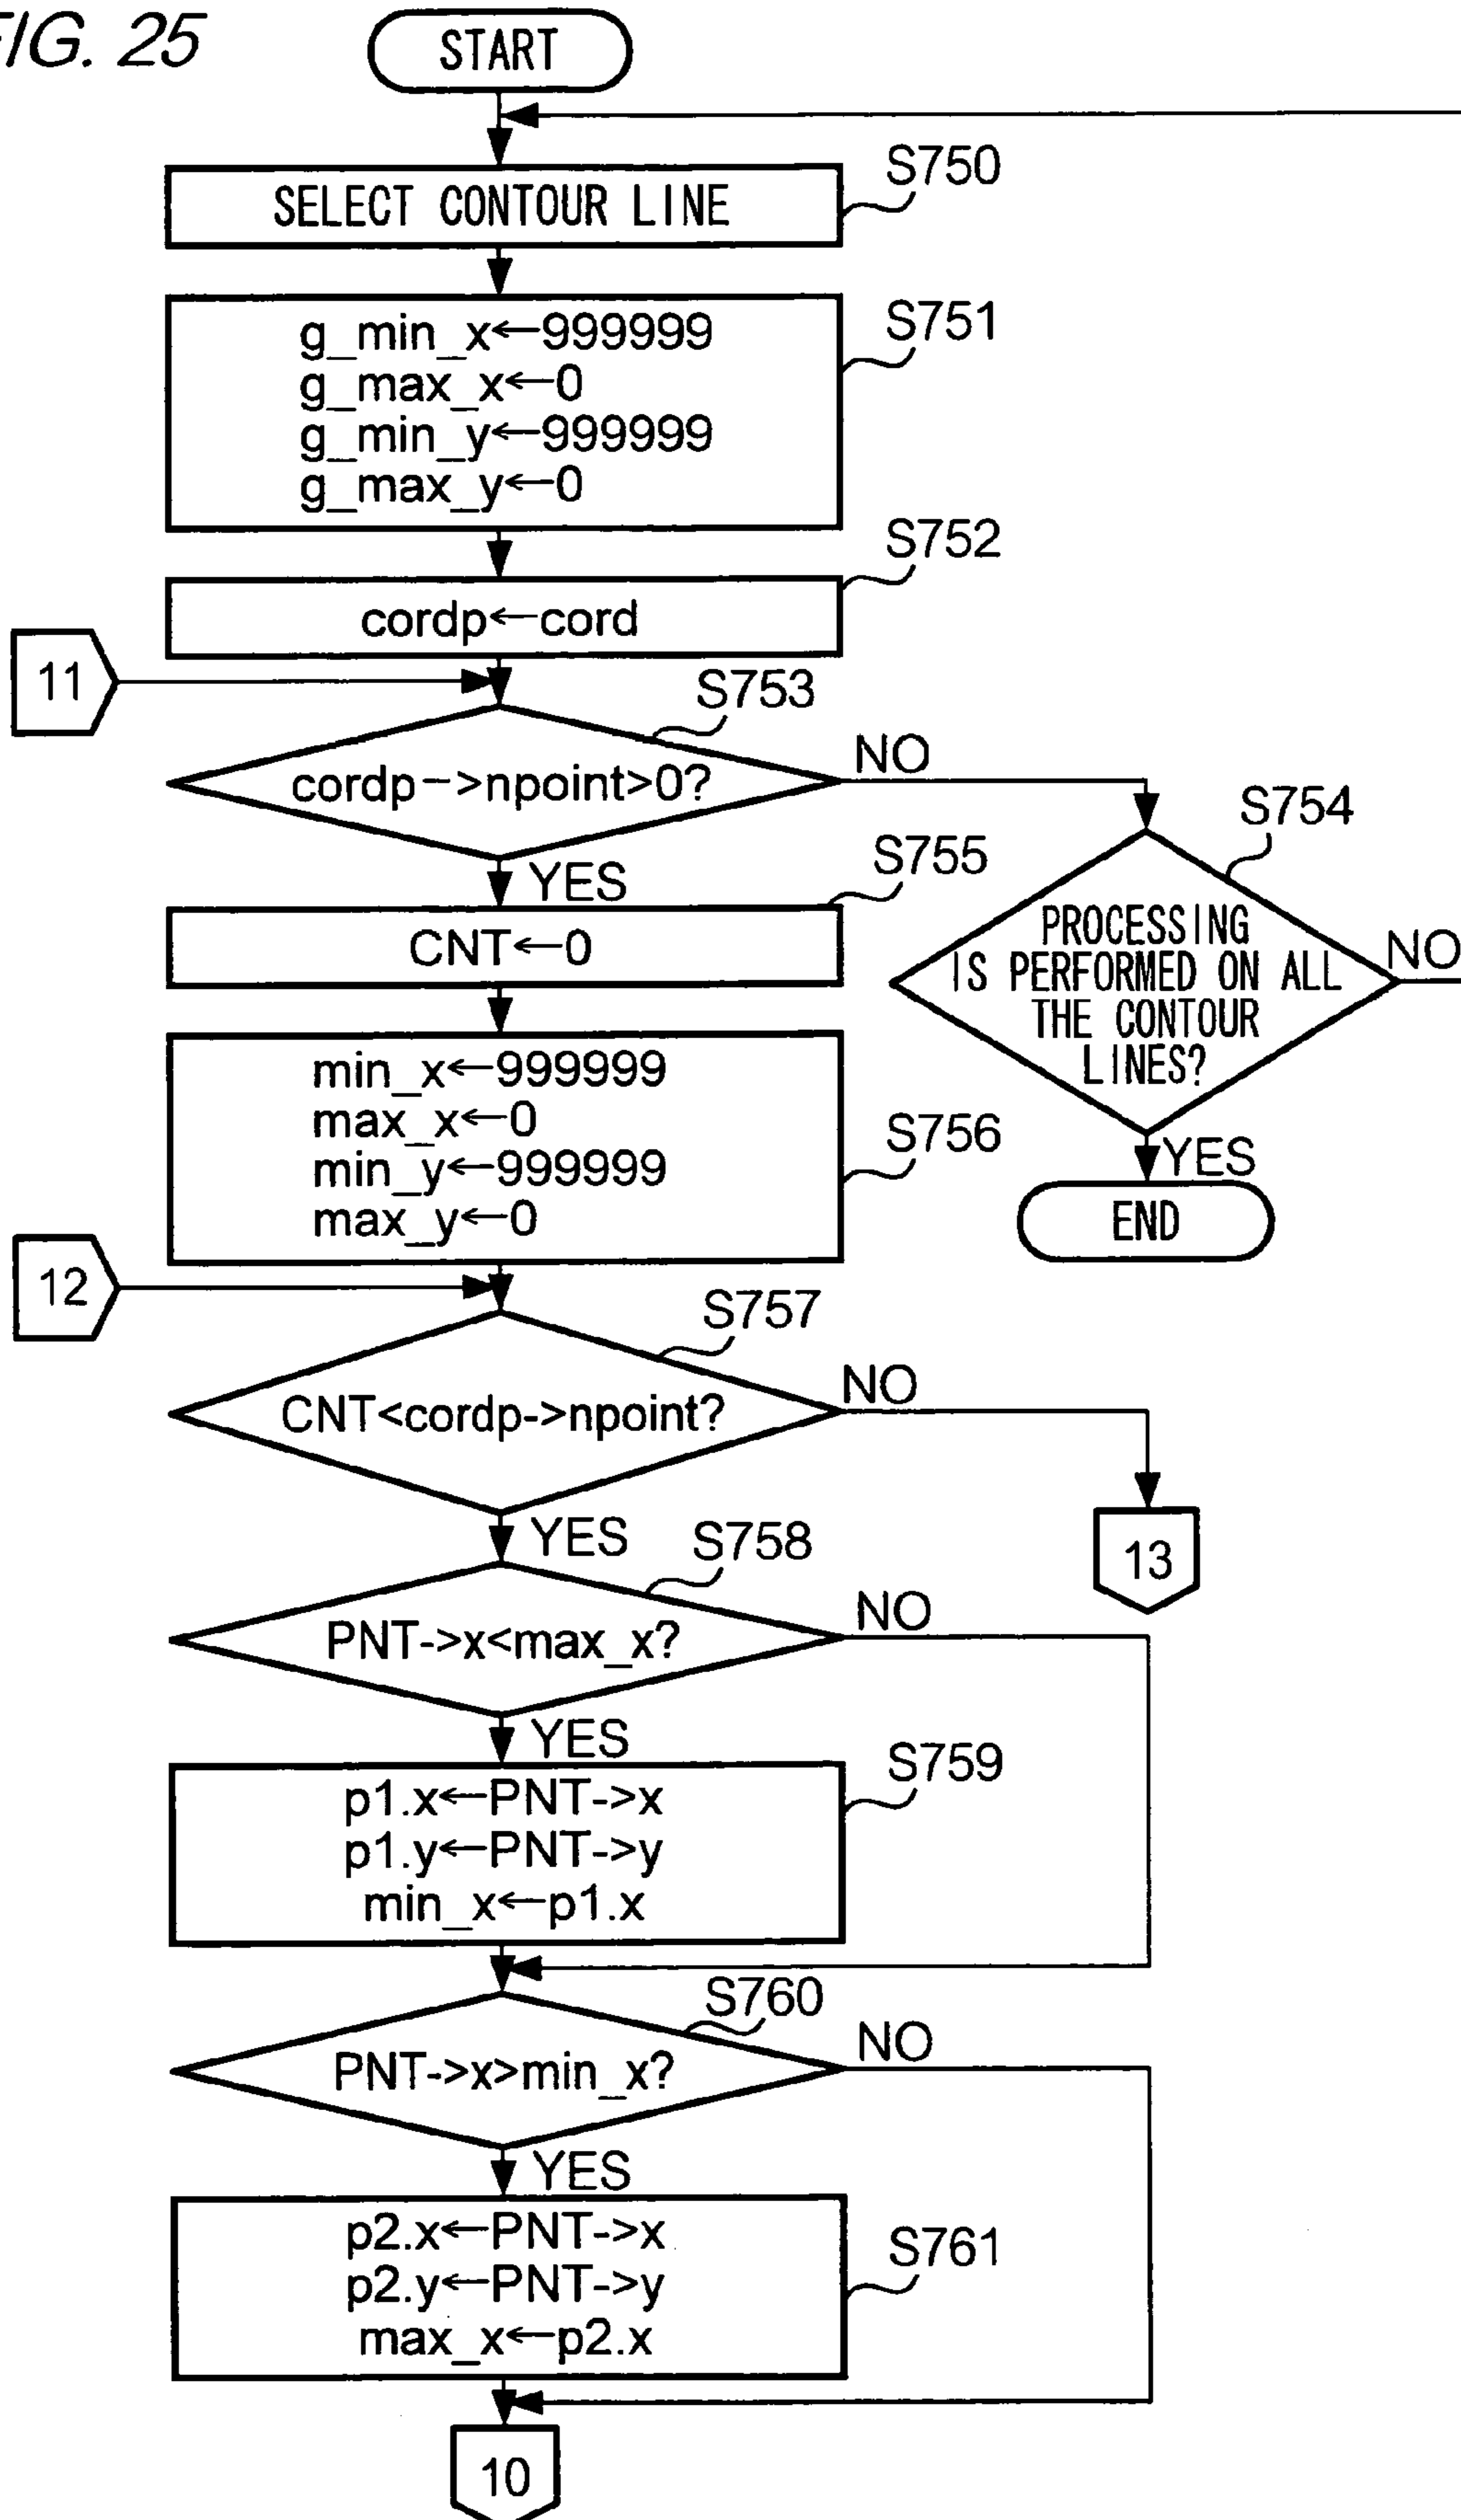 FIG. 25
START
S750
SELECT CONTOUR LINE
S751
g_min_x←999999
g_max_x←0
g_min_y←999999
g_max_y←0
S752
cordp←cord
11
S753
cordp->npoint>0?
NO
S754
PROCESSING
IS PERFORMED ON ALL
THE CONTOUR
LINES?
NO
YES
END
YES
S755
CNT←0
S756
min_x←999999
max_x←0
min_y←999999
max_y←0
12
S757
CNT<cordp->npoint?
NO
13
YES
S758
PNT->x<max_x?
NO
YES
S759
p1.x←PNT->x
p1.y←PNT->y
min_x←p1.x
S760
PNT->x>min_x?
NO
YES
S761
p2.x←PNT->x
p2.y←PNT->y
max_x←p2.x
10